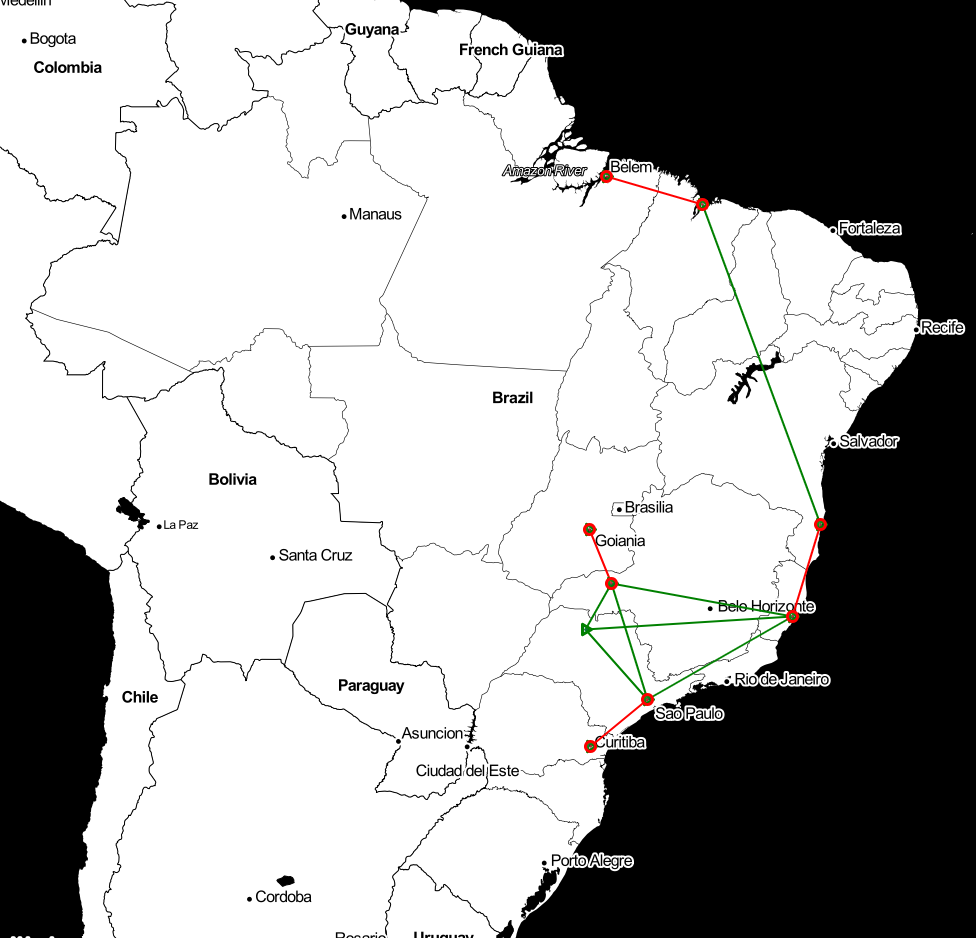 Medellin
Bogota
Colombia
Guyana
French Guiana
Amazon River
Belem
Manaus
Fortaleza
Recife
Brazil
Salvador
Bolivia
Brasilia
La Paz
Goiania
Santa Cruz
Belo Horizonte
Rio de Janeiro
Paraguay
Chile
Sao Paulo
Asuncion
Curitiba
Ciudad del Este
Porto Alegre
Cordoba
Rosario
Uruguay